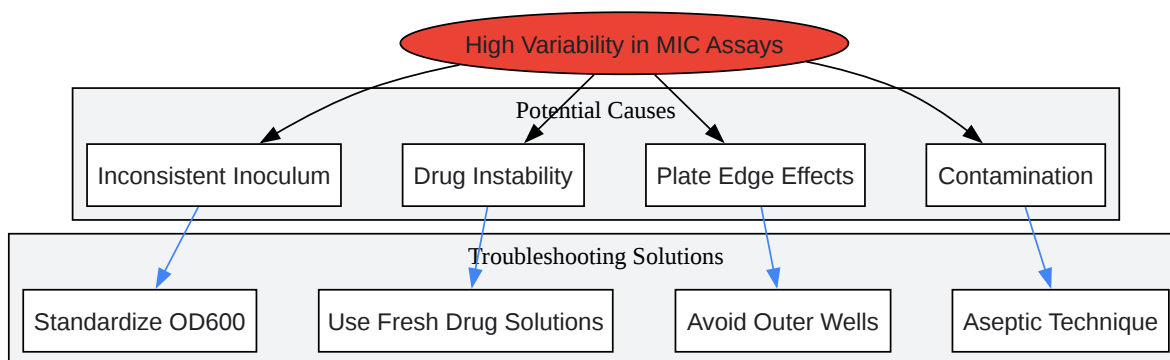 High Variability in MIC Assays
Potential Causes
Inconsistent Inoculum
Drug Instability
Plate Edge Effects
Contamination
Troubleshooting Solutions
Standardize OD600
Use Fresh Drug Solutions
Avoid Outer Wells
Aseptic Technique